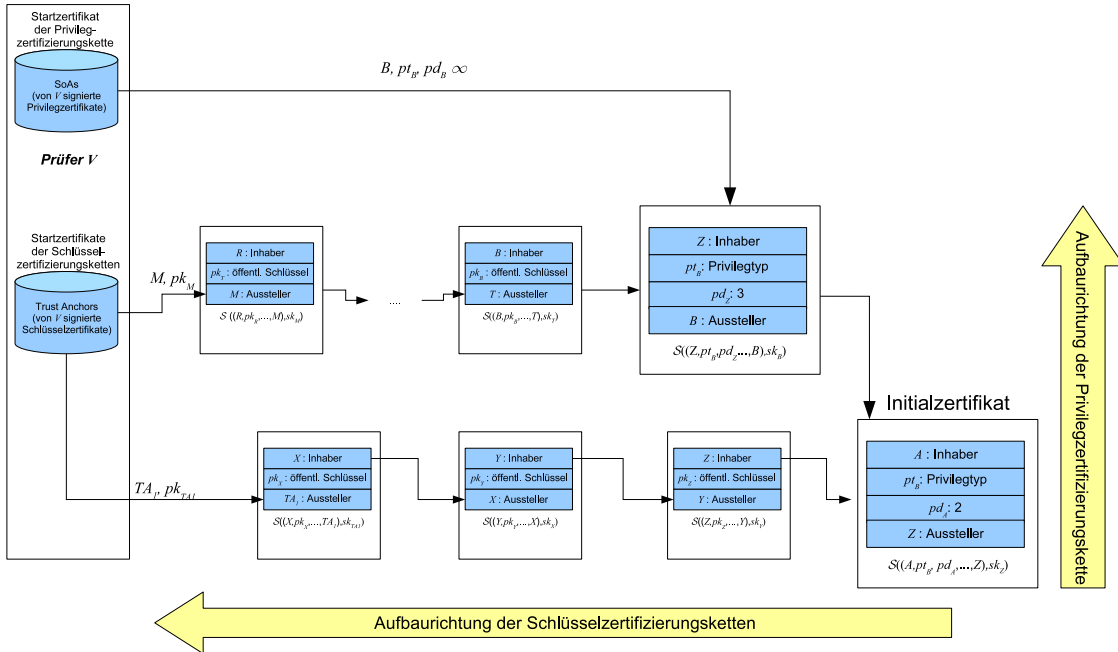 Startzertifikat
der Privileg-
zertifizierungskette
SoAs
(von V signierte
Privilegzertifikate)
Prüfer V
Startzertifikate
der Schlüssel-
zertifizierungsketten
Trust Anchors
(von V signierte
Schlüsselzertifikate)
B, pt_B, pd_B ∞
M, pk_M
R : Inhaber
pk_r : öffentl. Schlüssel
M : Aussteller
S ((R,pk_R,...,M),sk_M)
....
B : Inhaber
pk_B : öffentl. Schlüssel
T : Aussteller
S((B,pk_B,...,T),sk_T)
Z : Inhaber
pt_B: Privilegtyp
pd_Z: 3
B : Aussteller
S((Z,pt_B,pd_Z...,B),sk_B)
Initialzertifikat
A : Inhaber
pt_B: Privilegtyp
pd_A: 2
Z : Aussteller
S((A,pt_B, pd_A,...,Z),sk_Z)
TA_1, pk_TA1
X : Inhaber
pk_X : öffentl. Schlüssel
TA_1 : Aussteller
S((X,pk_X,...,TA_1),sk_TA1)
Y : Inhaber
pk_Y : öffentl. Schlüssel
X : Aussteller
S((Y,pk_Y,...,X),sk_X)
Z : Inhaber
pk_Z : öffentl. Schlüssel
Y : Aussteller
S((Z,pk_Z,...,Y),sk_Y)
Aufbaurichtung der Privilegzertifizierungskette
Aufbaurichtung der Schlüsselzertifizierungsketten